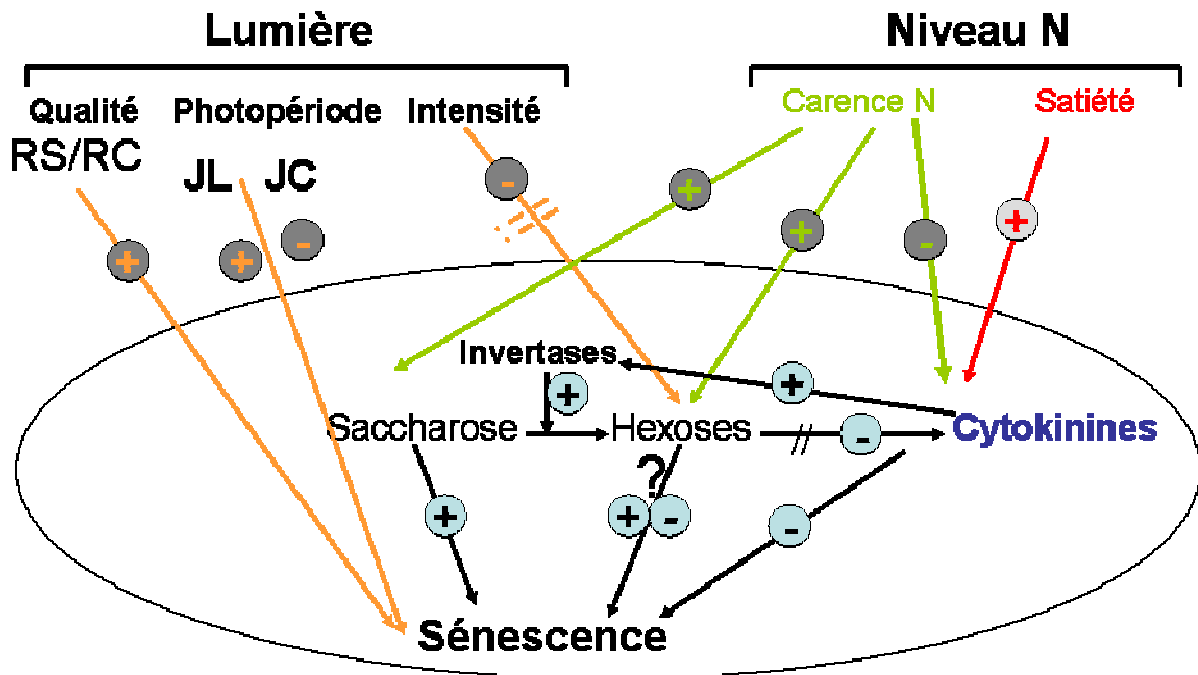 Lumière
Niveau N
Qualité Photopériode Intensité
Carence N
Satiété
RS/RC
JL JC
-
+
+
+
-
+
+
-
Invertases
+
+
Saccharose
Hexoses
//
-
Cytokinines
?
+
+
-
-
Sénescence